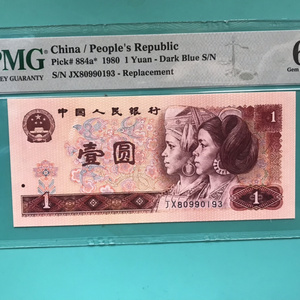 PMG
China / People's Republic
Pick# 884a* 1980 1 Yuan - Dark Blue S/N
S/N JX80990193 - Replacement
Gem
中国人民银行
1
壹圆
1
1
JX80990193